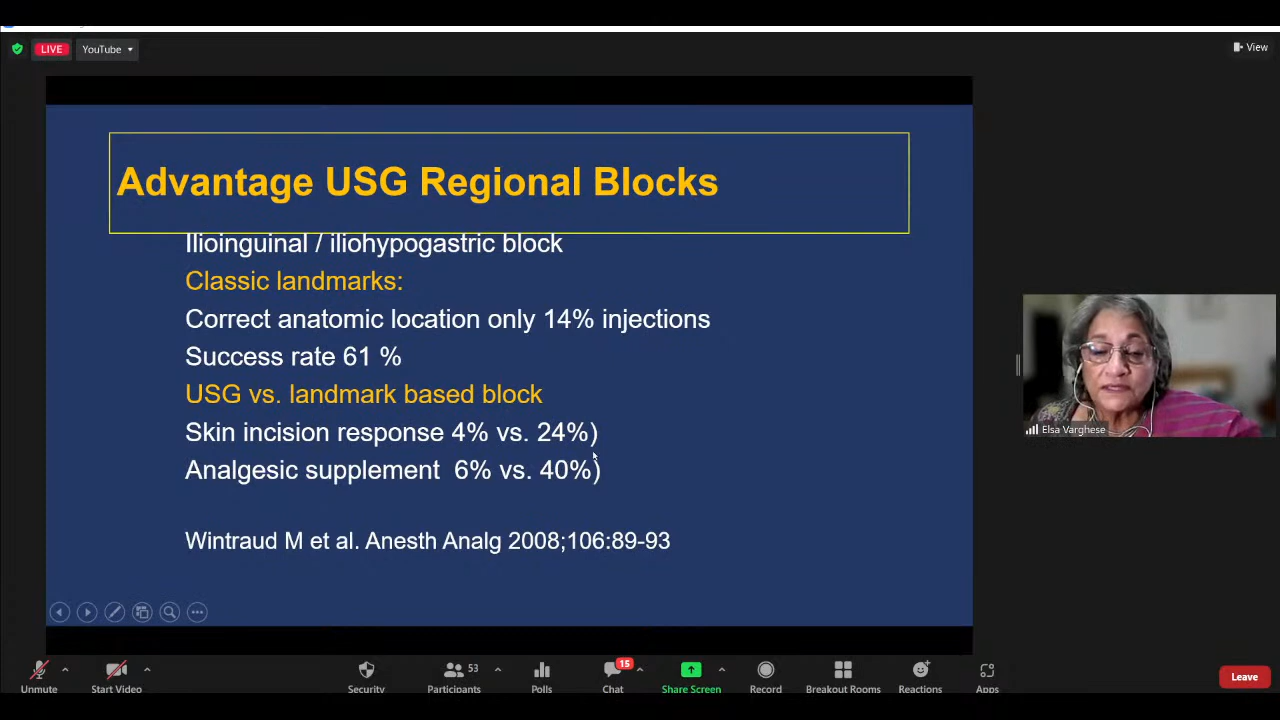 LIVE
YouTube
View
Advantage USG Regional Blocks
Ilioinguinal / iliohypogastric block
Classic landmarks:
Correct anatomic location only 14% injections
Success rate 61 %
USG vs. landmark based block
Skin incision response 4% vs. 24%)
Analgesic supplement 6% vs. 40%)
Wintraud M et al. Anesth Analg 2008;106:89-93
Elsa Varghese
53
15
Unmute
Start Video
Security
Participants
Polls
Chat
Share Screen
Record
Breakout Rooms
Reactions
Apps
Leave